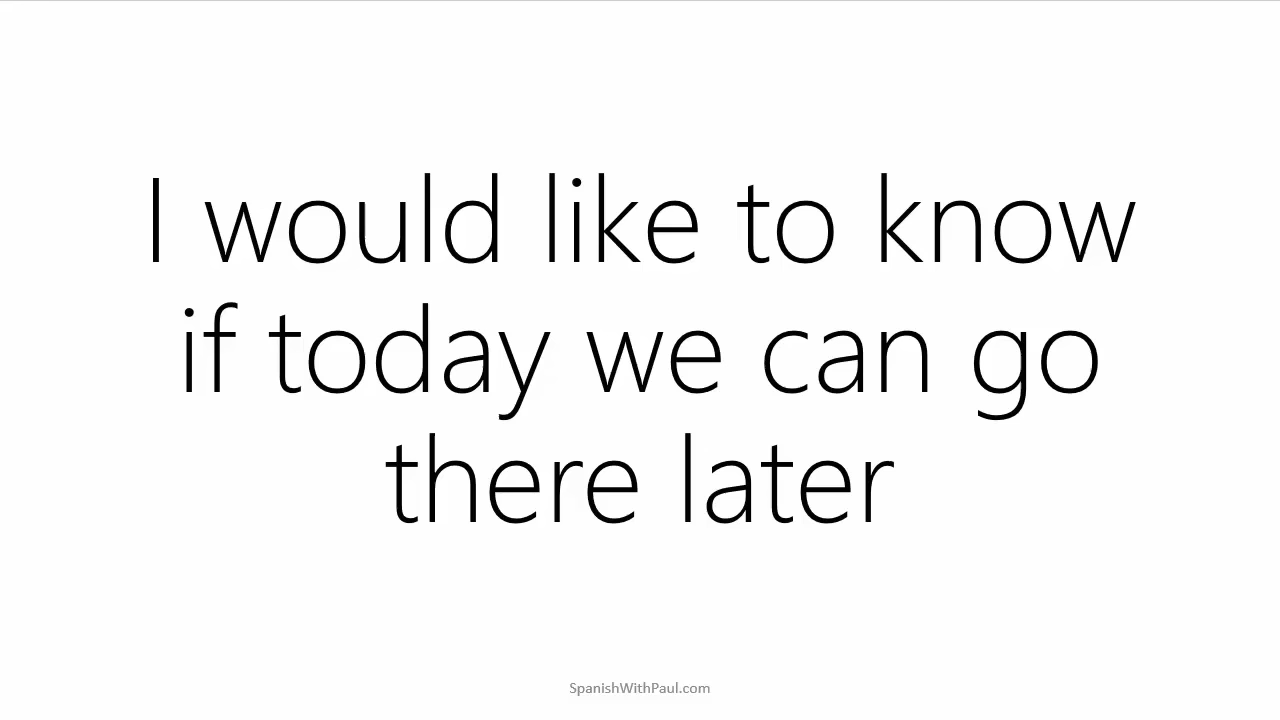 I would like to know
if today we can go
there later
SpanishWithPaul.com